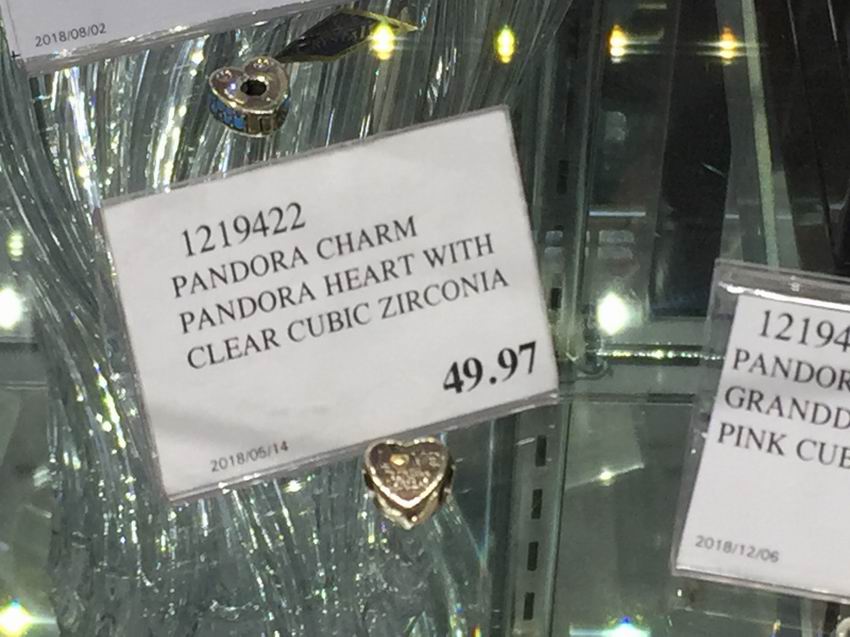 2018/08/02
1219422
PANDORA CHARM
PANDORA HEART WITH
CLEAR CUBIC ZIRCONIA
49.97
2018/05/14
12194
PANDOR
GRANDD
PINK CUB
2018/12/06